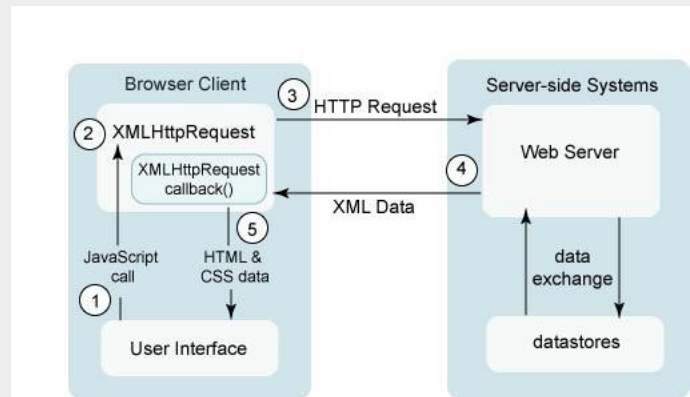 Browser Client
Server-side Systems
3
HTTP Request
2
XMLHttpRequest
Web Server
XMLHttpRequest
callback()
4
XML Data
5
JavaScript
call
HTML &
CSS data
data
exchange
1
User Interface
datastores